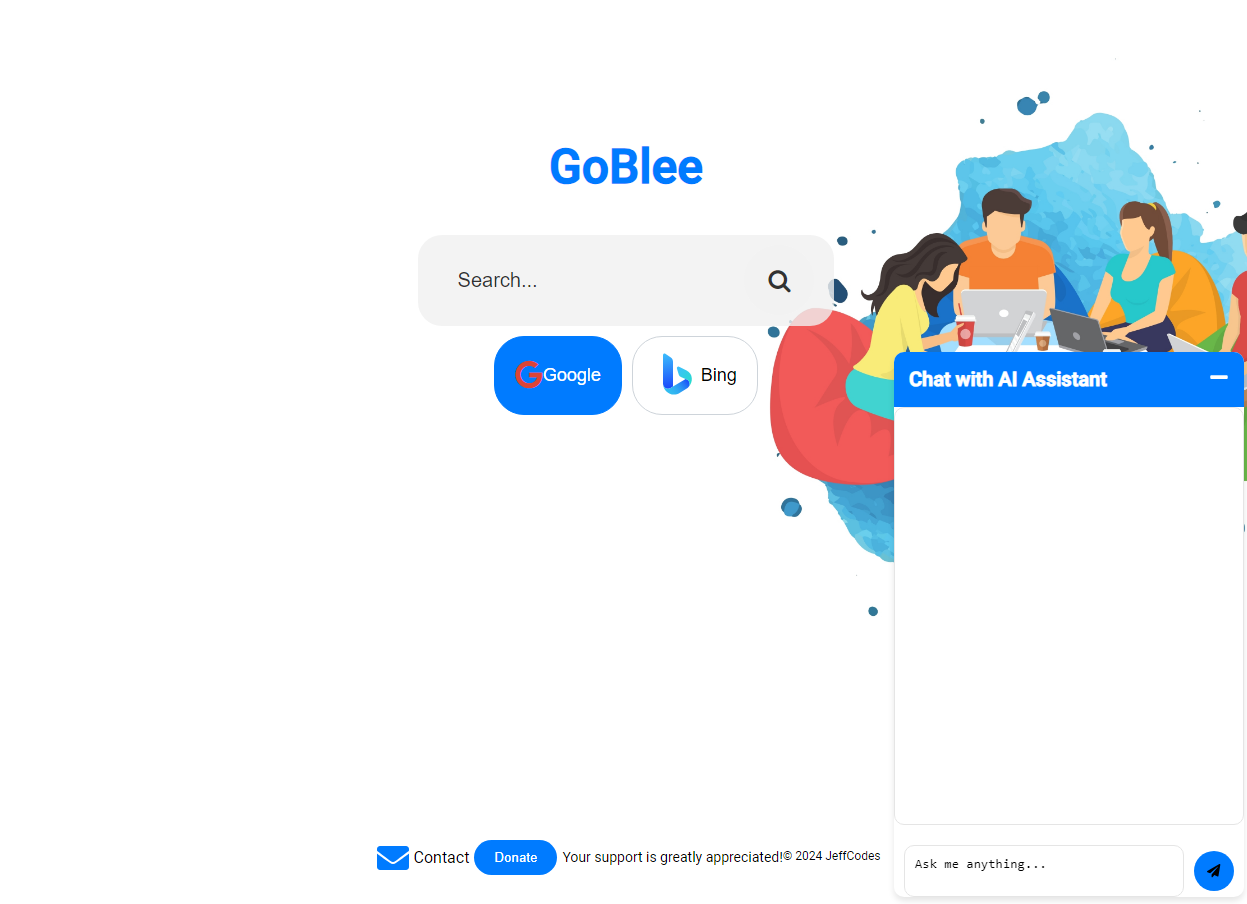 GoBlee
Search...
Google
Bing
Chat with AI Assistant
Ask me anything...
Contact Donate Your support is greatly appreciated!© 2024 JeffCodes